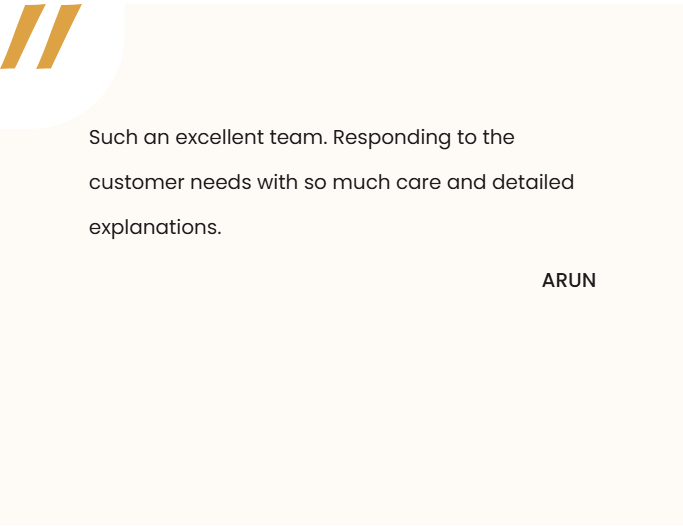 Such an excellent team. Responding to the
customer needs with so much care and detailed
explanations.
ARUN